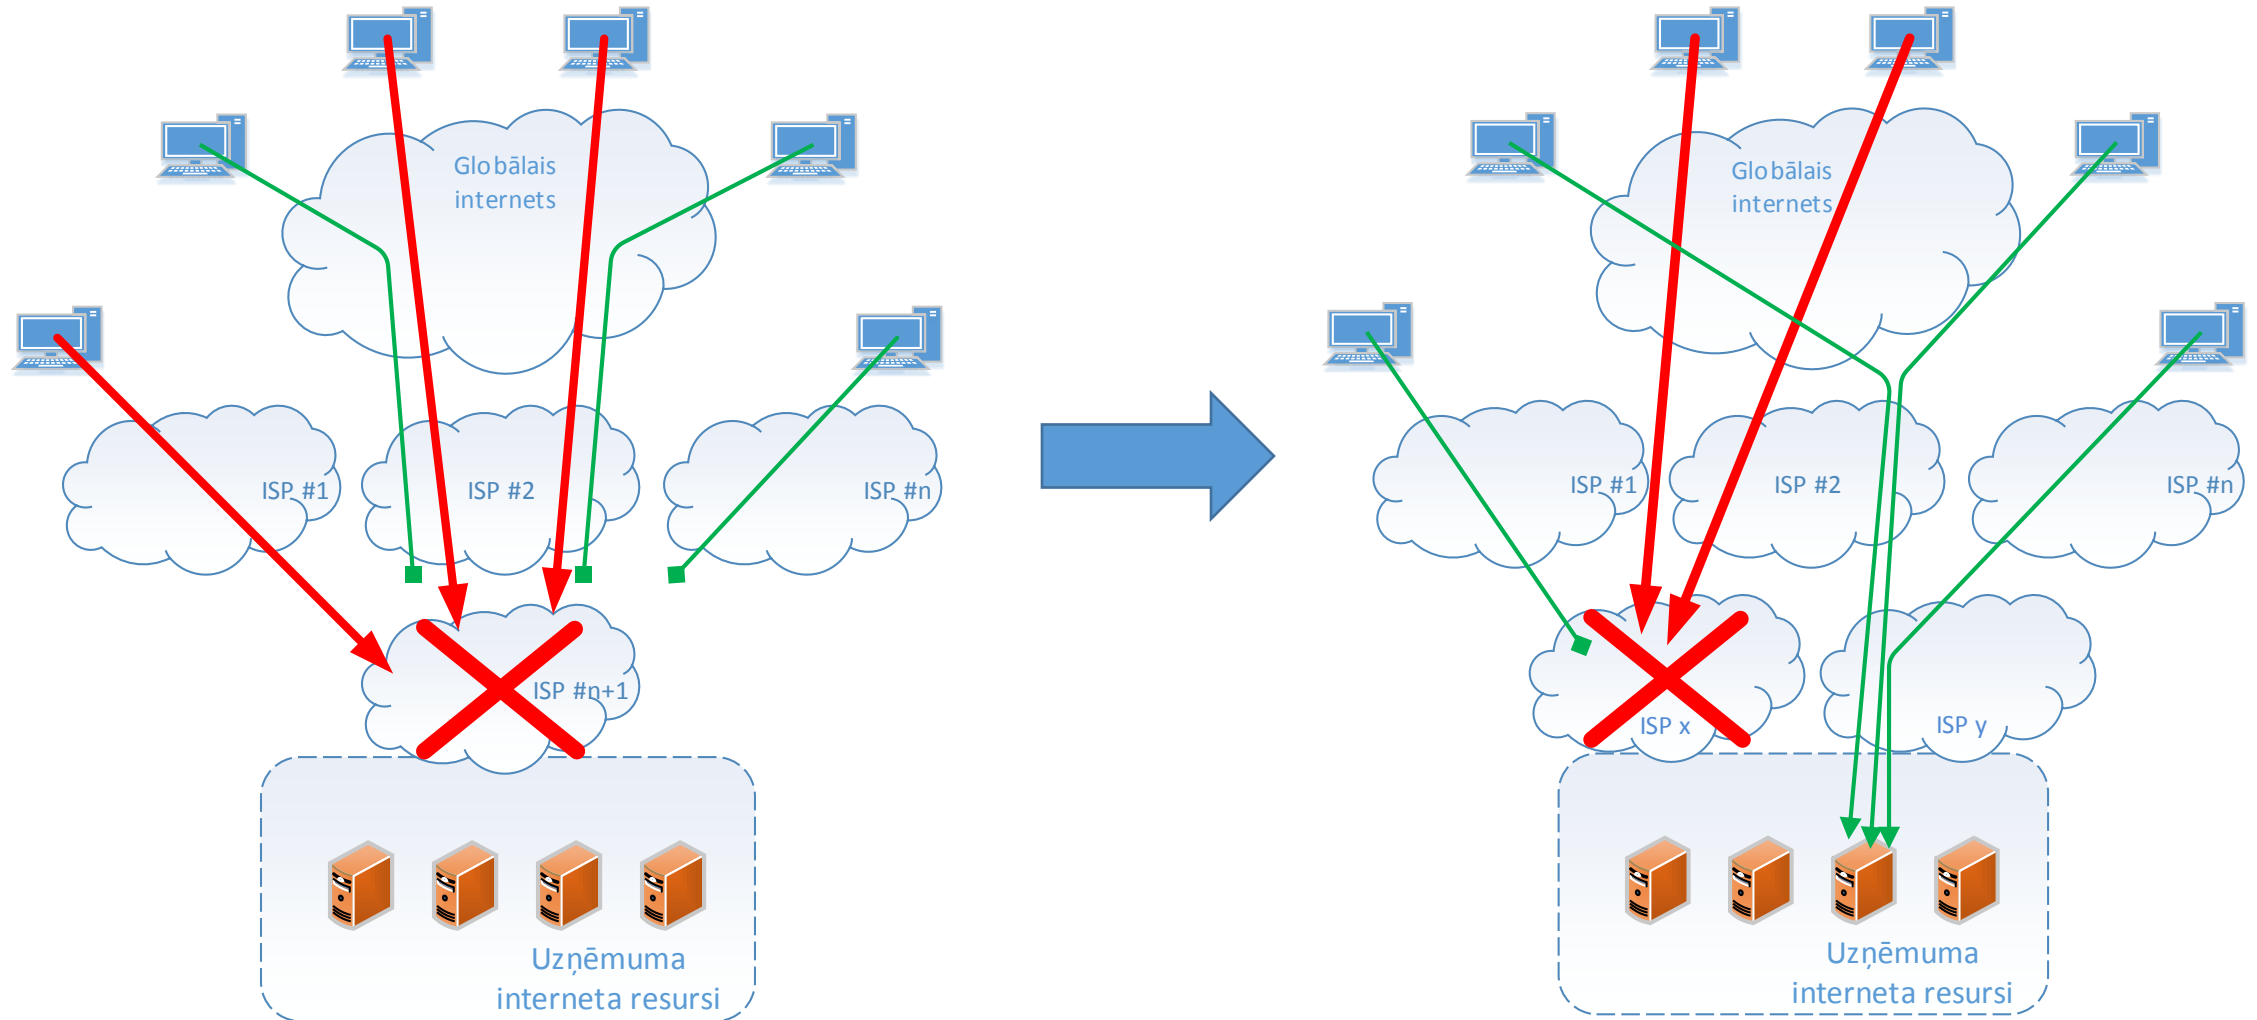 Globālais
internets
ISP #1
ISP #2
ISP #n
ISP #n+1
Uzņēmuma
interneta resursi
Globālais
internets
ISP #1
ISP #2
ISP #n
ISP x
ISP y
Uzņēmuma
interneta resursi